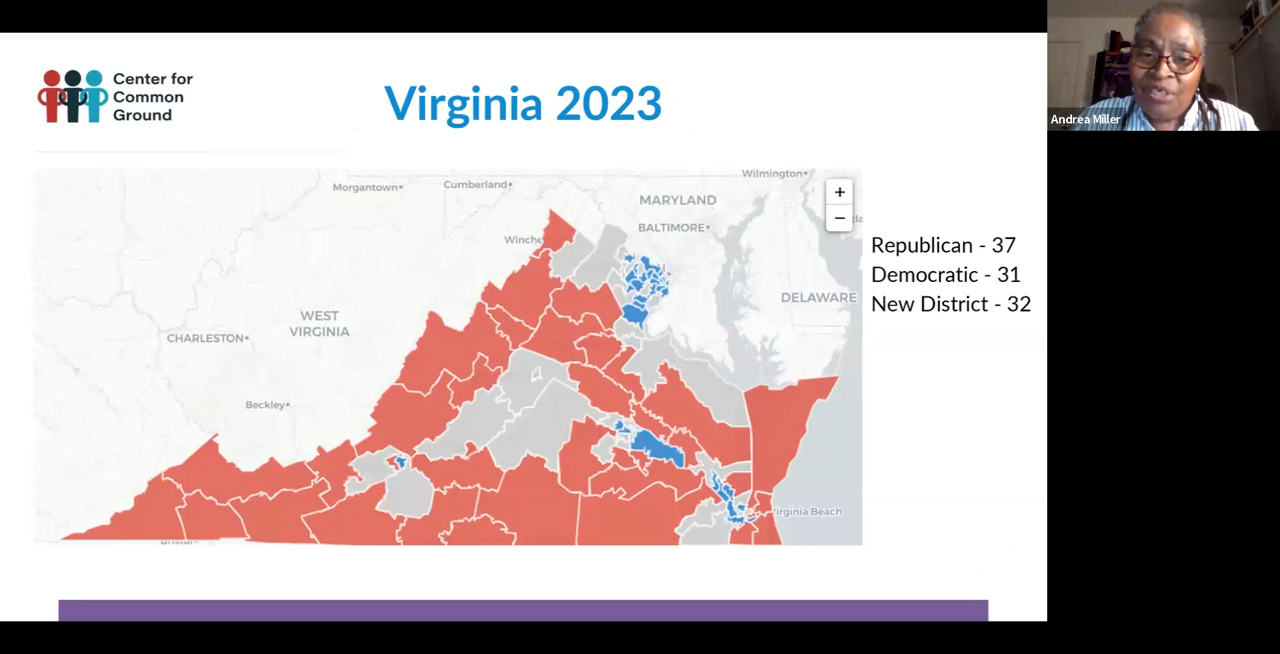 Center for
Common
Ground
Virginia 2023
Andrea Miller
Wilmington
Morgantown
Cumberland
MARYLAND
BALTIMORE
+
−
Winche
Republican - 37
Democratic - 31
New District - 32
DELAWARE
WEST
VIRGINIA
CHARLESTON
Beckley
Virginia Beach